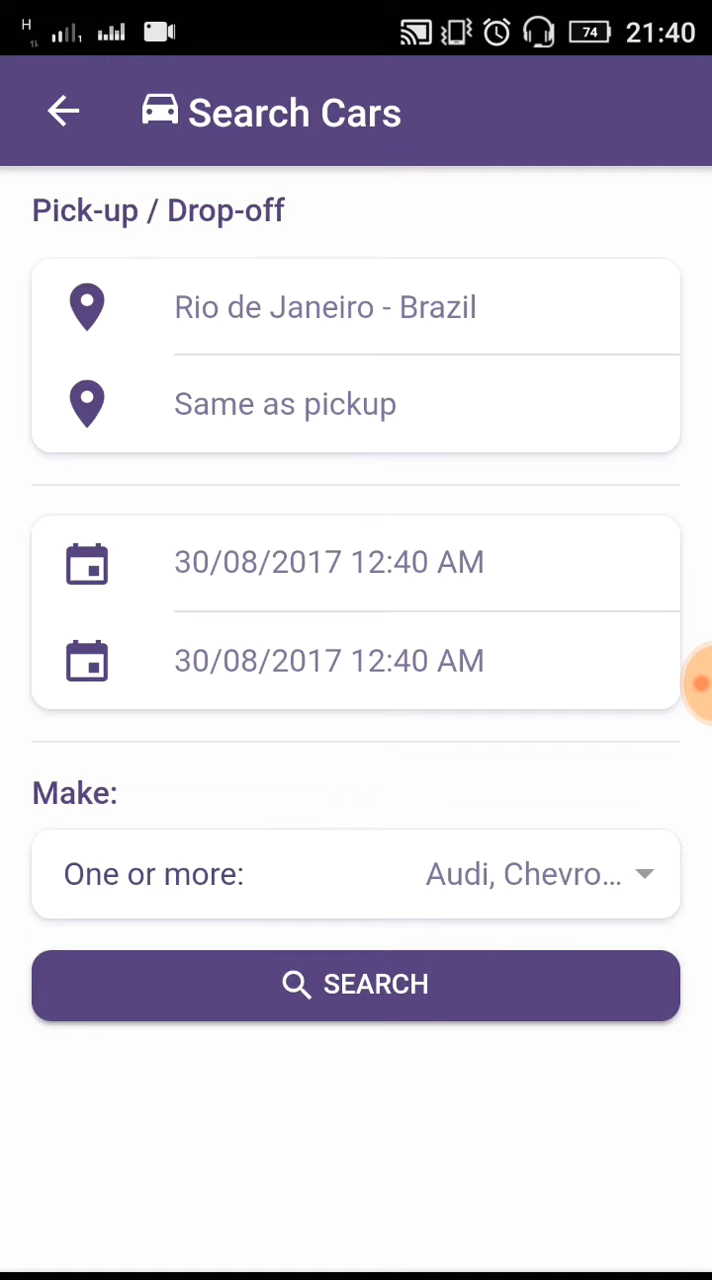 H
74 21:40
Search Cars
Pick-up / Drop-off
Rio de Janeiro - Brazil
Same as pickup
30/08/2017 12:40 AM
30/08/2017 12:40 AM
Make:
One or more: Audi, Chevro...
SEARCH